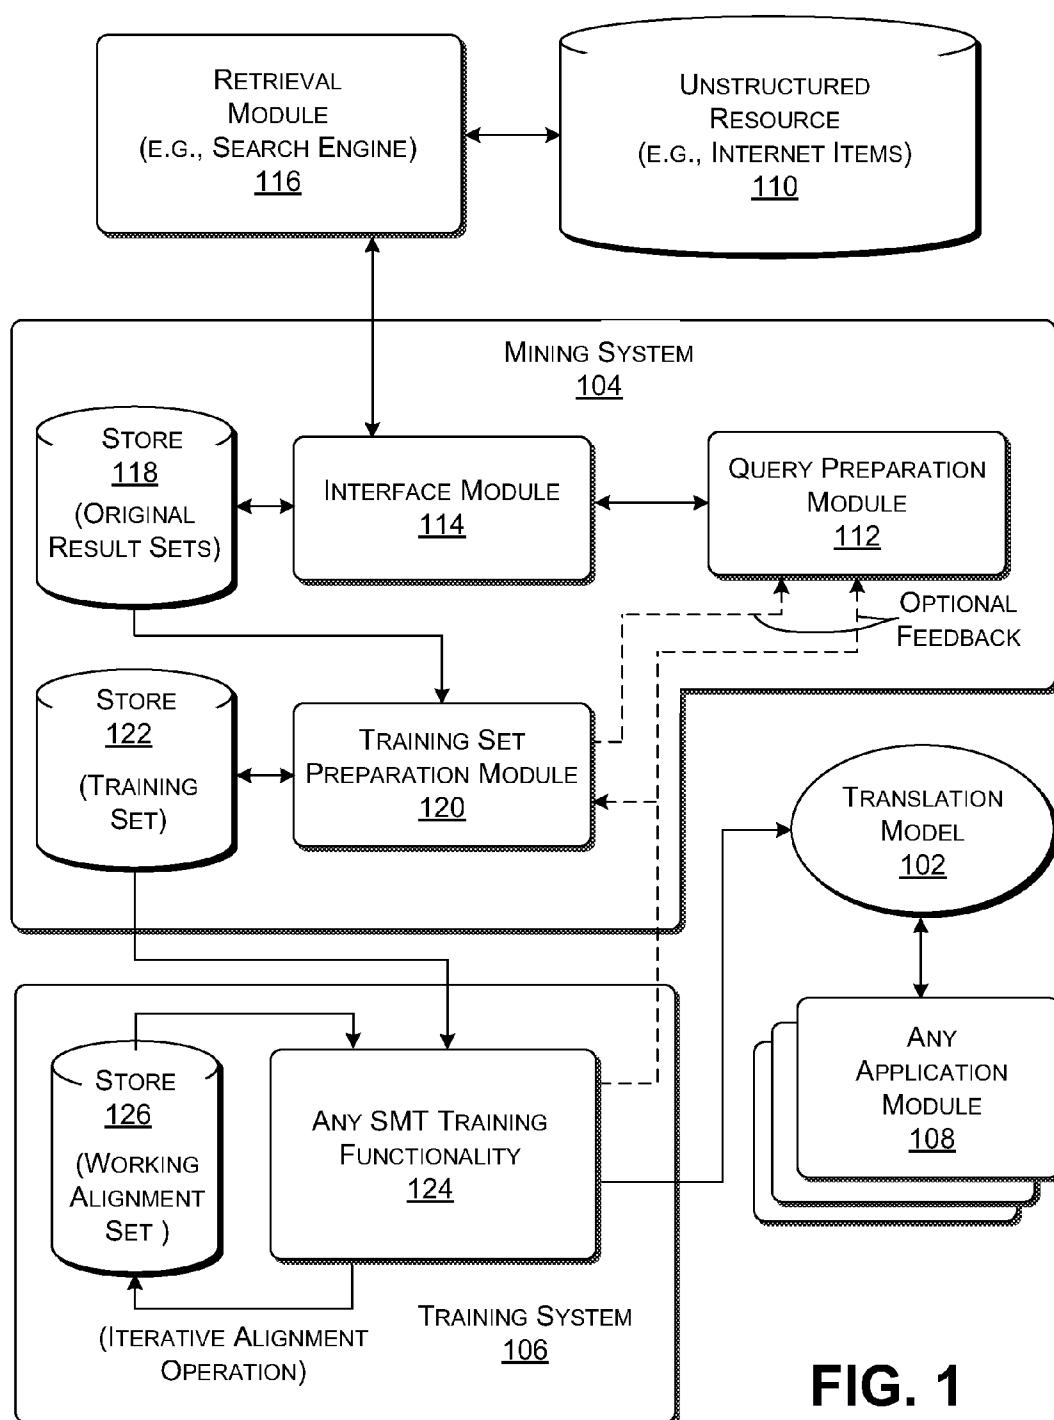 RETRIEVAL
MODULE
(E.G., SEARCH ENGINE)
116
UNSTRUCTURED
RESOURCE
(E.G., INTERNET ITEMS)
110
MINING SYSTEM
104
STORE
118
(ORIGINAL
RESULT SETS)
INTERFACE MODULE
114
QUERY PREPARATION
MODULE
112
OPTIONAL
FEEDBACK
STORE
122
(TRAINING
SET)
TRAINING SET
PREPARATION MODULE
120
TRANSLATION
MODEL
102
STORE
126
(WORKING
ALIGNMENT
SET )
ANY SMT TRAINING
FUNCTIONALITY
124
ANY
APPLICATION
MODULE
108
(ITERATIVE ALIGNMENT
OPERATION)
TRAINING SYSTEM
106
FIG. 1